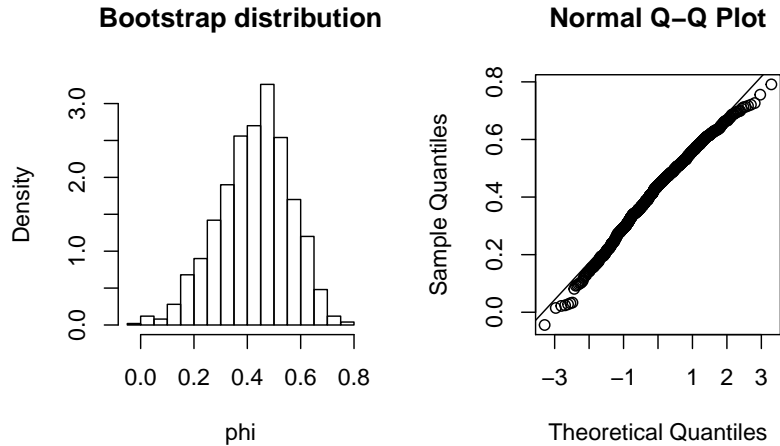 Bootstrap distribution
Density
0.0
1.0
2.0
3.0
0.0 0.2 0.4 0.6 0.8
phi
Normal Q−Q Plot
Sample Quantiles
0.0
0.2
0.4
0.6
0.8
−3 −1 1 2 3
Theoretical Quantiles